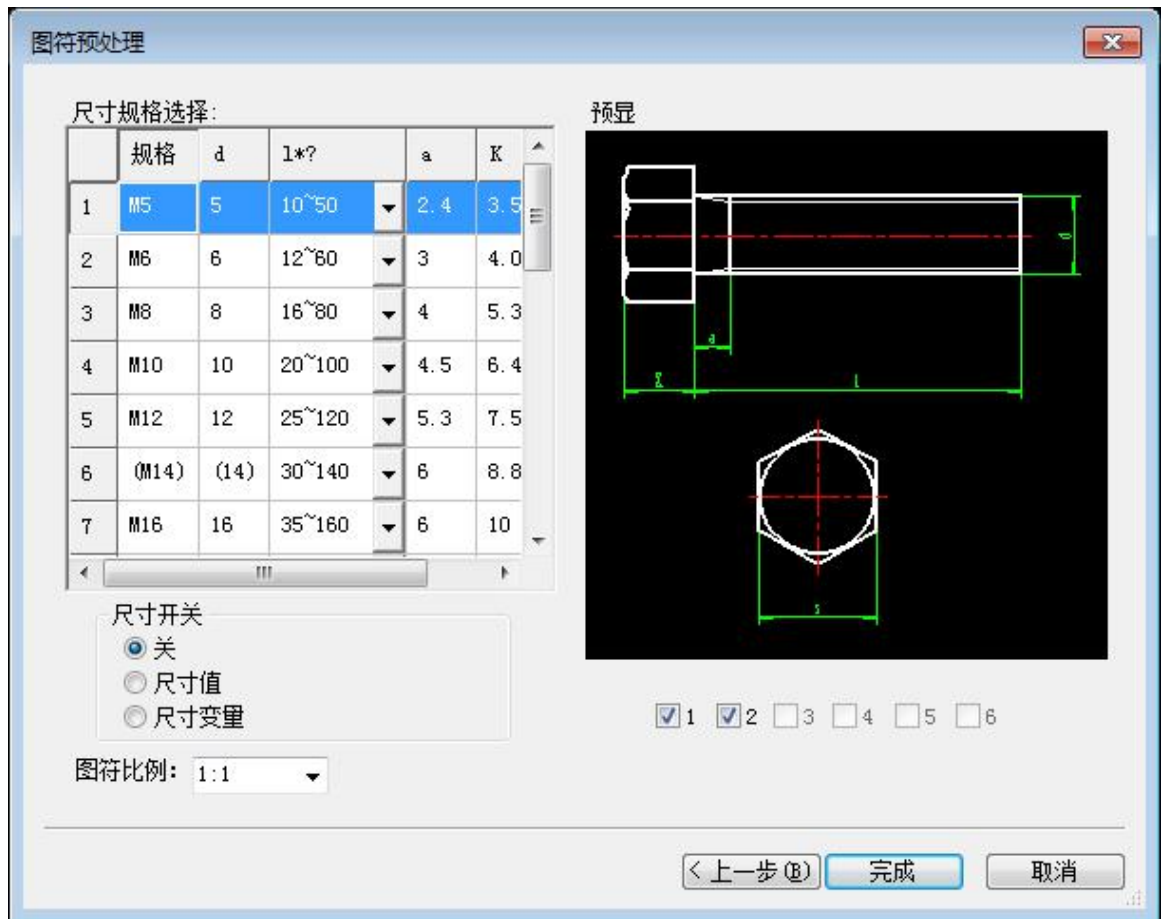 图符预处理
尺寸规格选择:
预显
规格 d l*? a K
1 M5 5 10~50 2.4 3.5
2 M6 6 12~60 3 4.0
3 M8 8 16~80 4 5.3
4 M10 10 20~100 4.5 6.4
5 M12 12 25~120 5.3 7.5
6 (M14) (14) 30~140 6 8.8
7 M16 16 35~160 6 10
d
a
K l
s
尺寸开关
关
尺寸值
尺寸变量
1 2 3 4 5 6
图符比例: 1:1
<上一步(B) 完成 取消